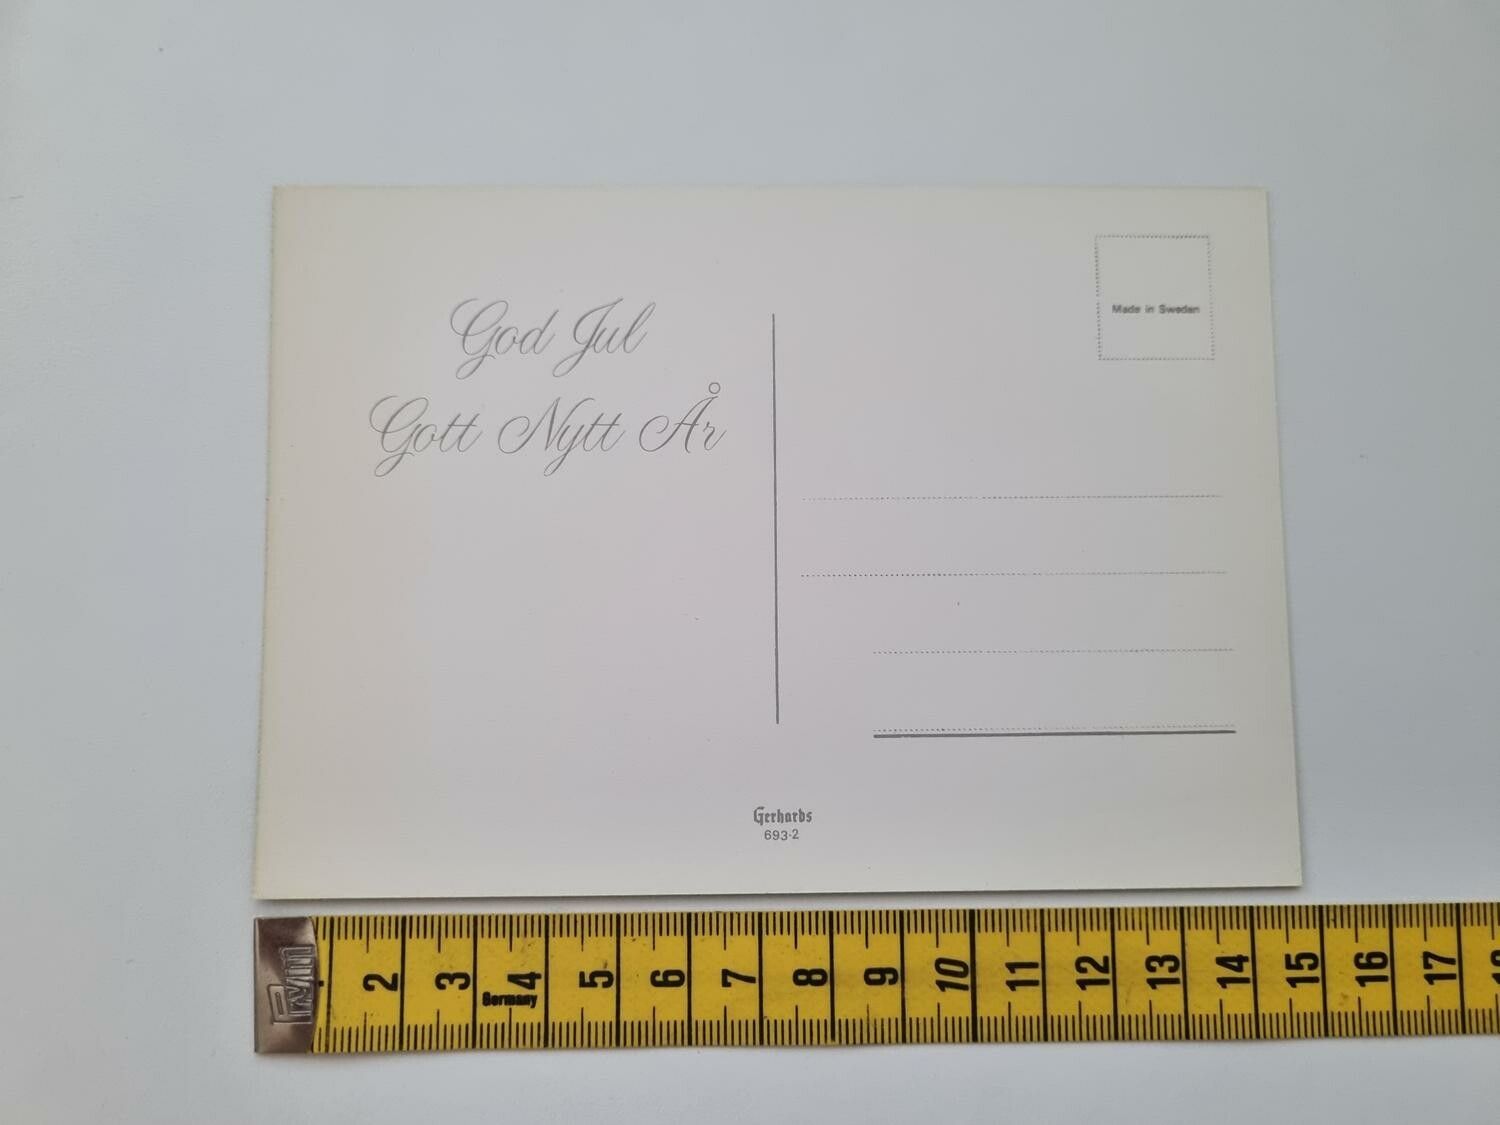 God Jul
Gott Nytt År
Made in Sweden
Gerhards
693-2
Prym
2 3 4 5 6 7 8 9 10 11 12 13 14 15 16 17 18
Germany